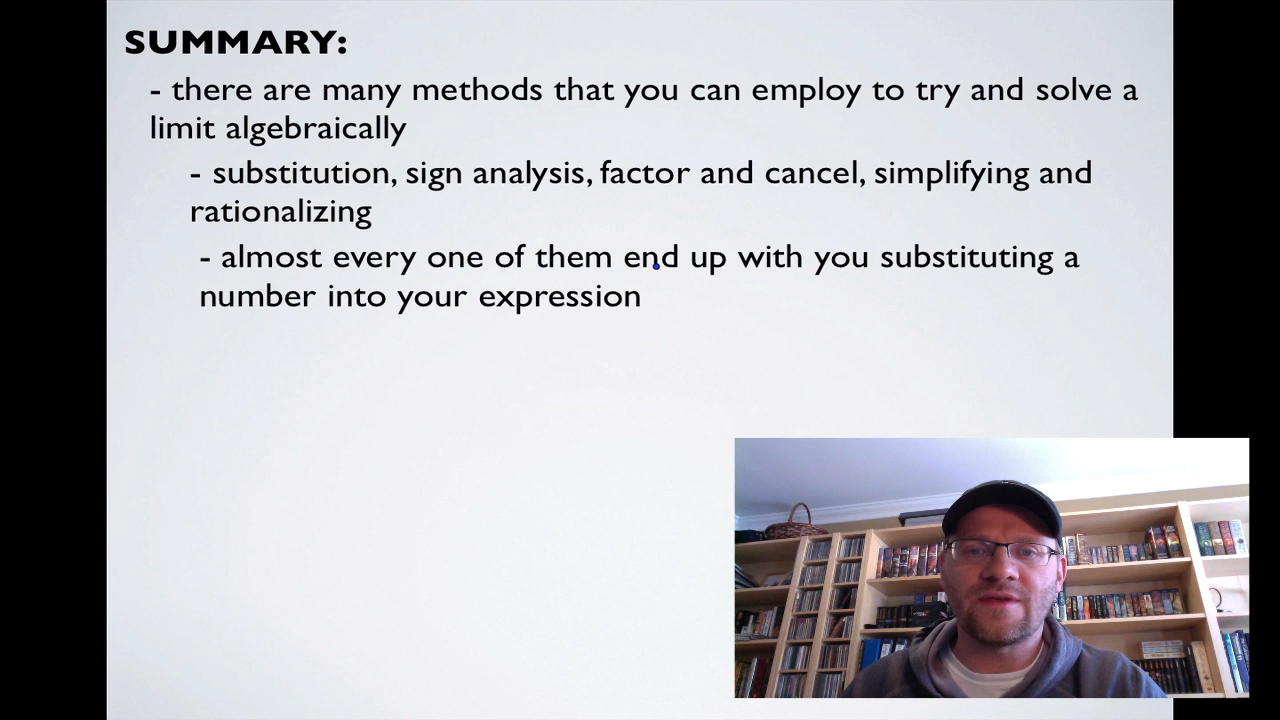 SUMMARY:
- there are many methods that you can employ to try and solve a
limit algebraically
- substitution, sign analysis, factor and cancel, simplifying and
rationalizing
- almost every one of them end up with you substituting a
number into your expression